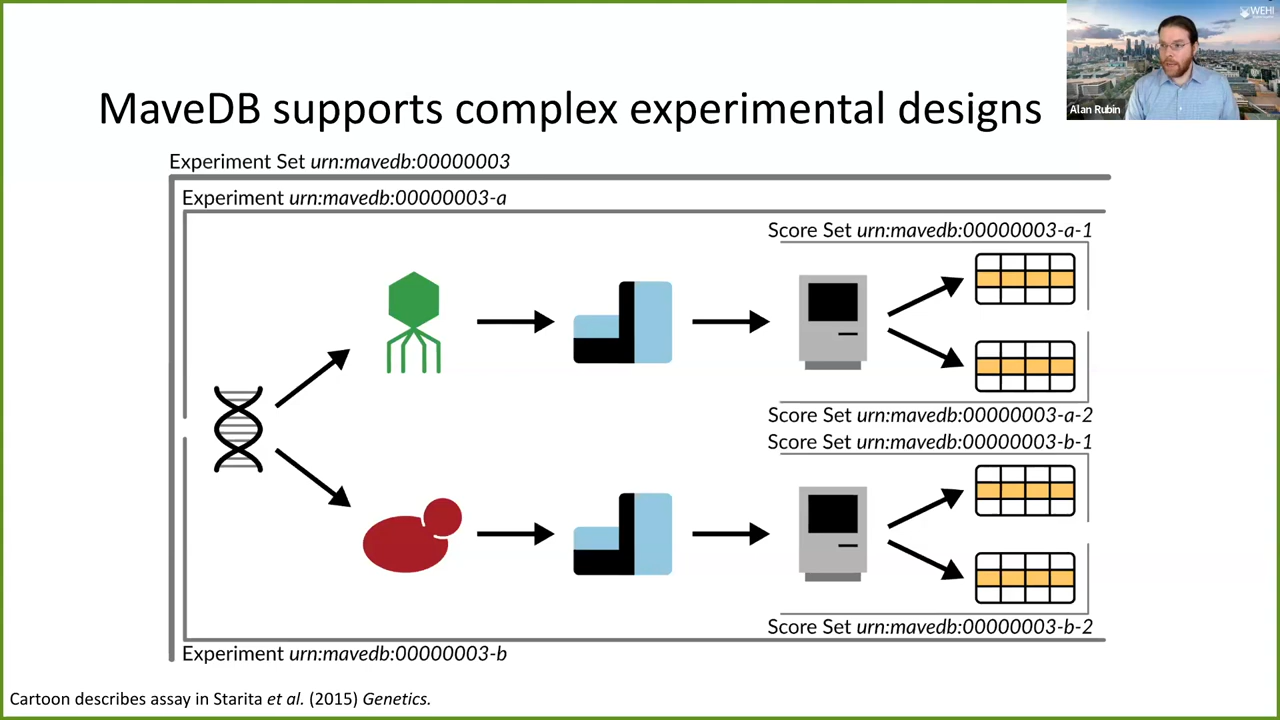 WEHI
Alan Rubin
MaveDB supports complex experimental designs
Experiment Set urn:mavedb:00000003
Experiment urn:mavedb:00000003-a
Score Set urn:mavedb:00000003-a-1
Score Set urn:mavedb:00000003-a-2
Score Set urn:mavedb:00000003-b-1
Score Set urn:mavedb:00000003-b-2
Experiment urn:mavedb:00000003-b
Cartoon describes assay in Starita et al. (2015) Genetics.